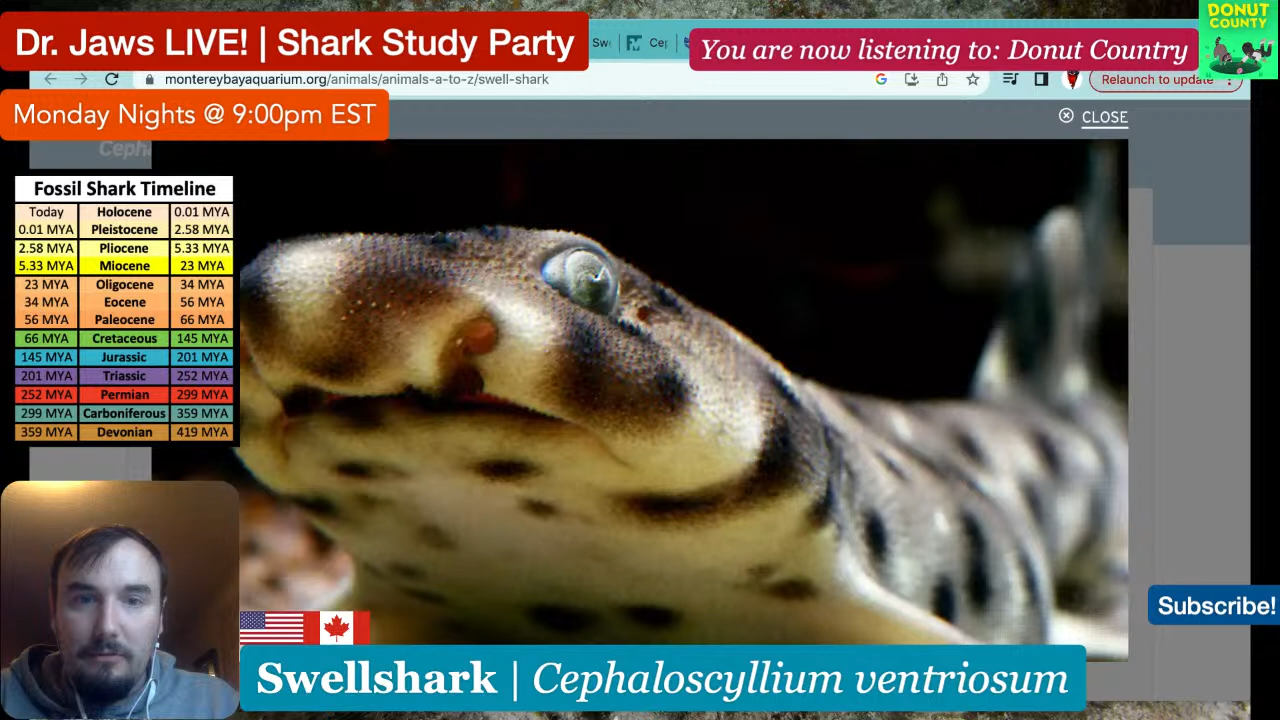 Dr. Jaws LIVE! | Shark Study Party
Swe
Cep
You are now listening to: Donut Country
DONUT
COUNTY
montereybayaquarium.org/animals/animals-a-to-z/swell-shark
Relaunch to update
Monday Nights @ 9:00pm EST
CLOSE
Ceph
Fossil Shark Timeline
Today Holocene 0.01 MYA
0.01 MYA Pleistocene 2.58 MYA
2.58 MYA Pliocene 5.33 MYA
5.33 MYA Miocene 23 MYA
23 MYA Oligocene 34 MYA
34 MYA Eocene 56 MYA
56 MYA Paleocene 66 MYA
66 MYA Cretaceous 145 MYA
145 MYA Jurassic 201 MYA
201 MYA Triassic 252 MYA
252 MYA Permian 299 MYA
299 MYA Carboniferous 359 MYA
359 MYA Devonian 419 MYA
Subscribe!
Swellshark | Cephaloscyllium ventriosum